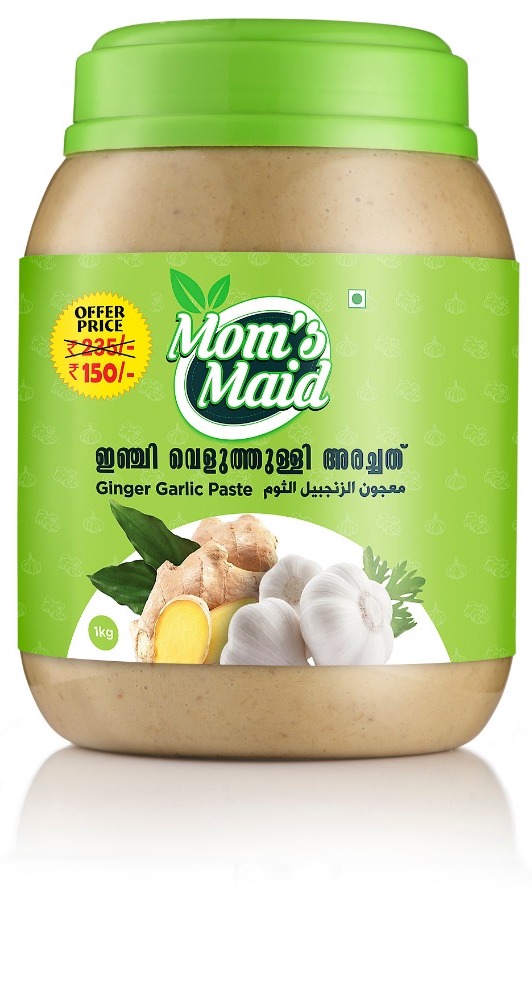 OFFER
PRICE
₹ 235/-
₹ 150/-
Mom's
Maid
ഇഞ്ചി വെളുത്തുള്ളി അരച്ചത്
Ginger Garlic Paste معجون الزنجبيل الثوم
1kg